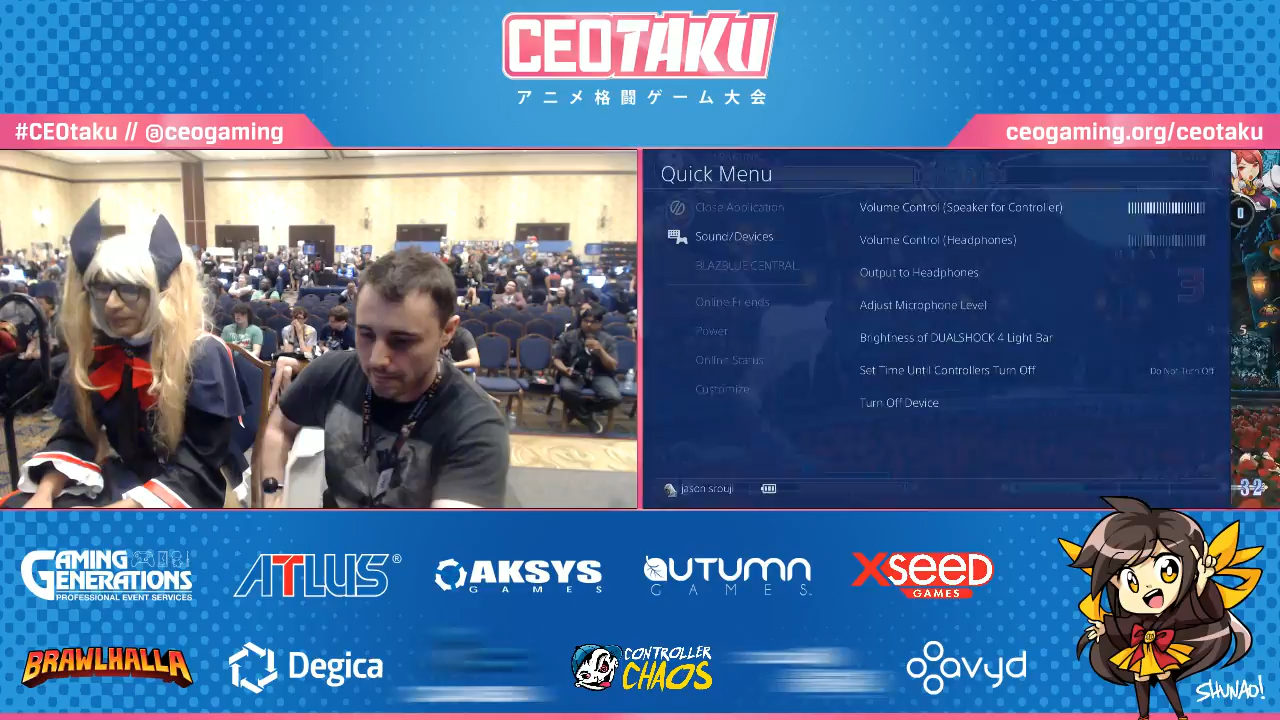 CEOTAKU
アニメ格闘ゲーム大会
#CEOtaku // @ceogaming
ceogaming.org/ceotaku
Quick Menu
Close Application
Sound/Devices
BLAZBLUE CENTRAL
Online Friends
Power
Online Status
Customize
Volume Control (Speaker for Controller)
Volume Control (Headphones)
Output to Headphones
Adjust Microphone Level
Brightness of DUALSHOCK 4 Light Bar
Set Time Until Controllers Turn Off
Do Not Turn Off
Turn Off Device
jason srouji
0
5
32
GAMING GENERATIONS
PROFESSIONAL EVENT SERVICES
ATLUS®
AKSYS
GAMES
AUTUMN
GAMES.
XSEED
GAMES
BRAWLHALLA
Degica
CONTROLLER
CHAOS
avyd
SHUNAO!